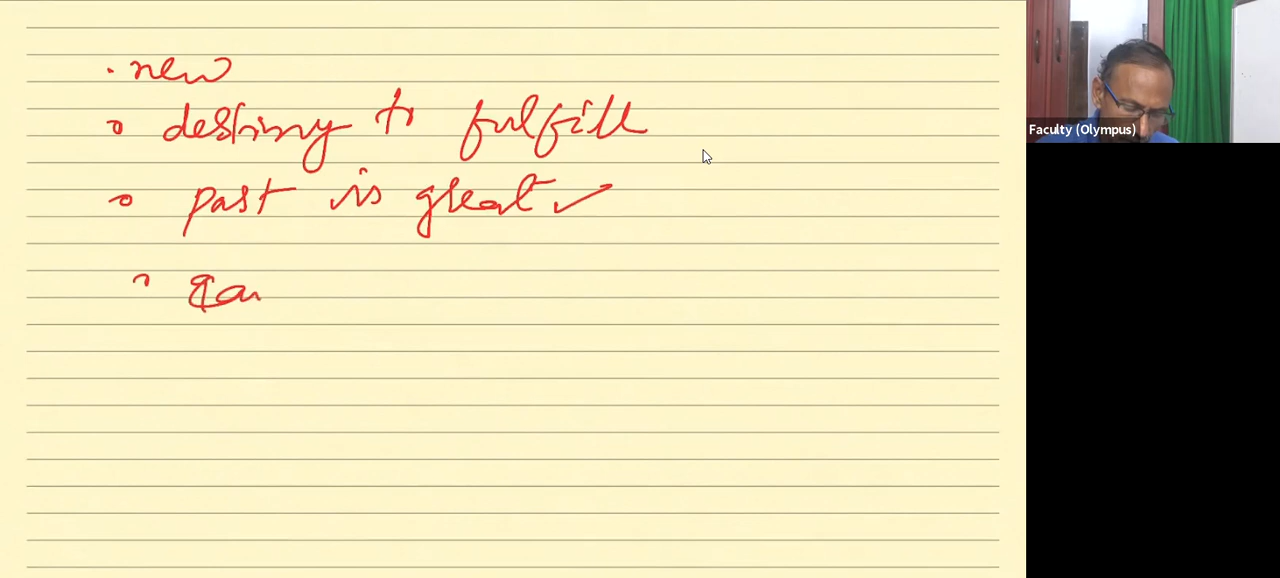 • new
• destiny to fulfill
• past is great ✓
Faculty (Olympus)